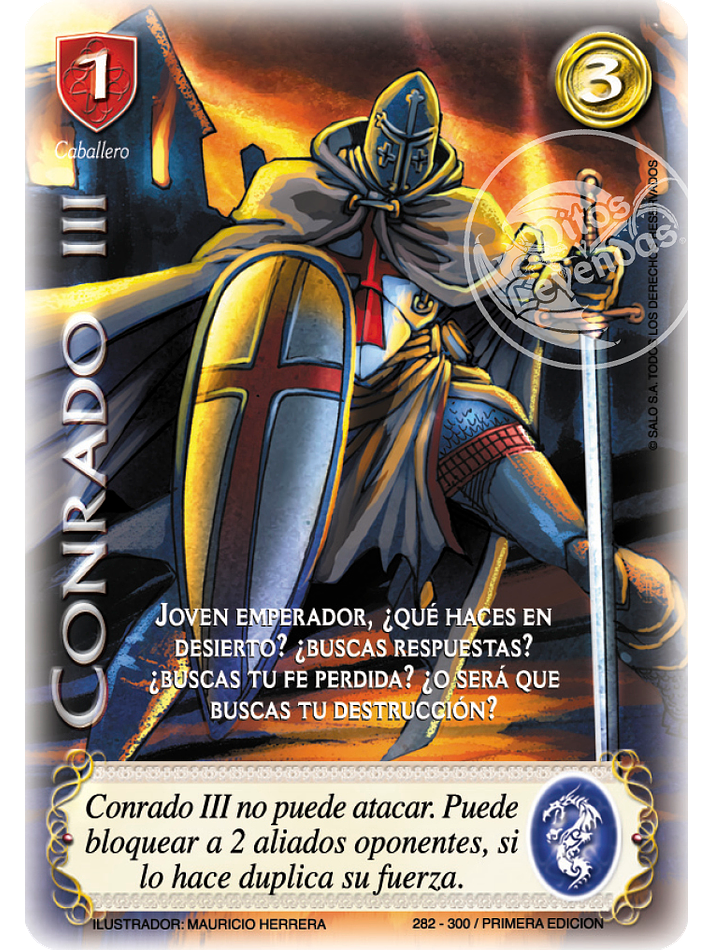 1
3
Caballero
CONRADO III
Mitos
y Leyendas
© SALO S.A. TODOS LOS DERECHOS RESERVADOS
JOVEN EMPERADOR, ¿QUÉ HACES EN
DESIERTO? ¿BUSCAS RESPUESTAS?
¿BUSCAS TU FE PERDIDA? ¿O SERÁ QUE
BUSCAS TU DESTRUCCIÓN?
Conrado III no puede atacar. Puede
bloquear a 2 aliados oponentes, si
lo hace duplica su fuerza.
ILUSTRADOR: MAURICIO HERRERA
282 - 300 / PRIMERA EDICION